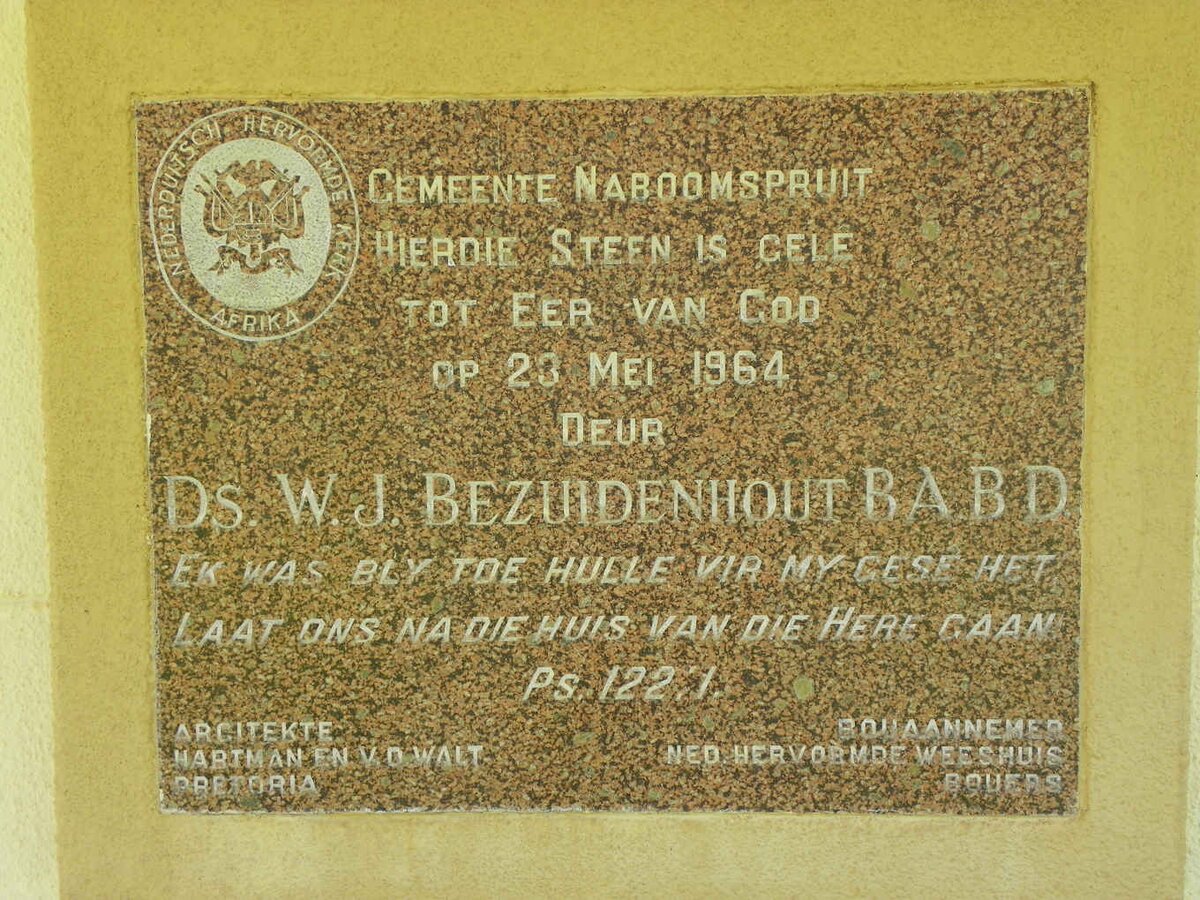 NEDERDUITSCH HERVORMDE KERK
AFRIKA
GEMEENTE NABOOMSPRUIT
HIERDIE STEEN IS GELE
TOT EER VAN GOD
OP 23 MEI 1964
DEUR
DS. W. J. BEZUIDENHOUT B A. B D.
EK WAS BLY TOE HULLE VIR MY GESÊ HET,
LAAT ONS NA DIE HUIS VAN DIE HERE GAAN
PS. 122:1.
ARGITEKTE
HARTMAN EN V.D. WALT
PRETORIA
BOUAANNEMER
NED. HERVORMDE WEESHUIS
BOUERS